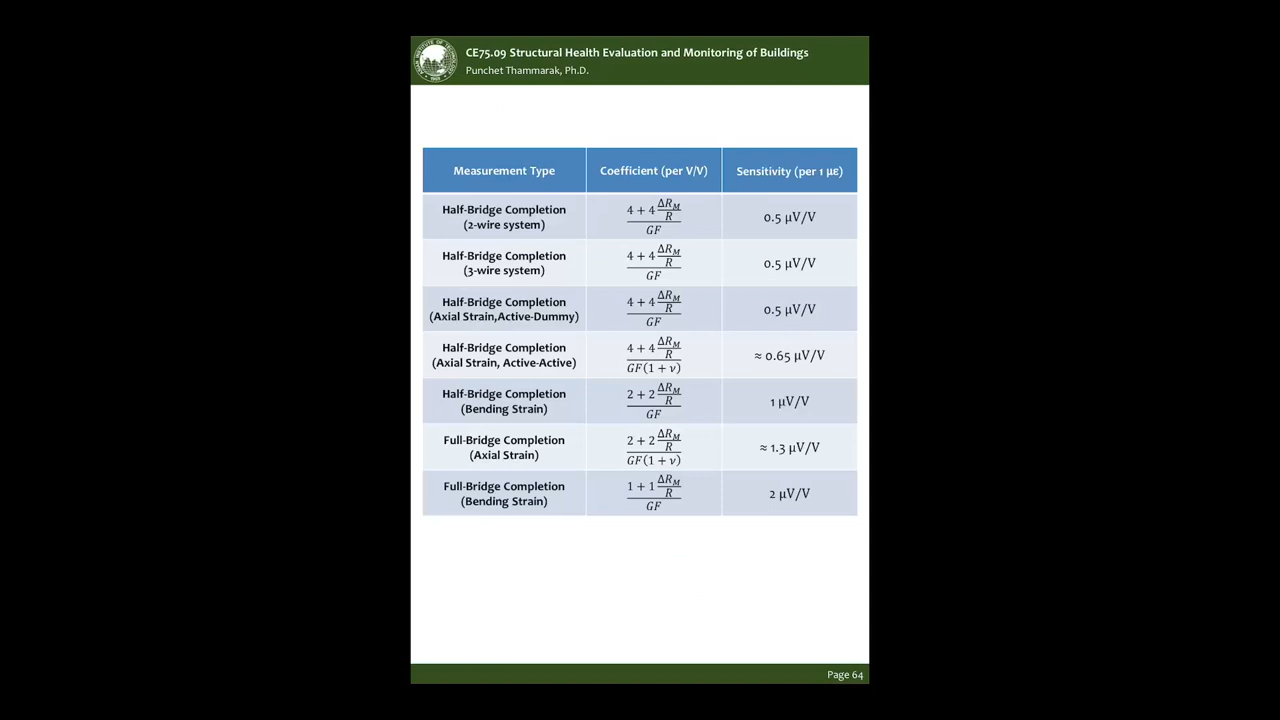 CE75.09 Structural Health Evaluation and Monitoring of Buildings
Punchet Thammarak, Ph.D.
Measurement Type Coefficient (per V/V) Sensitivity (per 1 µε)
Half-Bridge Completion
(2-wire system)
4 + 4 ΔR_M/R
GF
0.5 µV/V
Half-Bridge Completion
(3-wire system)
4 + 4 ΔR_M/R
GF
0.5 µV/V
Half-Bridge Completion
(Axial Strain,Active-Dummy)
4 + 4 ΔR_M/R
GF
0.5 µV/V
Half-Bridge Completion
(Axial Strain, Active-Active)
4 + 4 ΔR_M/R
GF(1 + ν)
≈ 0.65 µV/V
Half-Bridge Completion
(Bending Strain)
2 + 2 ΔR_M/R
GF
1 µV/V
Full-Bridge Completion
(Axial Strain)
2 + 2 ΔR_M/R
GF(1 + ν)
≈ 1.3 µV/V
Full-Bridge Completion
(Bending Strain)
1 + 1 ΔR_M/R
GF
2 µV/V
Page 64